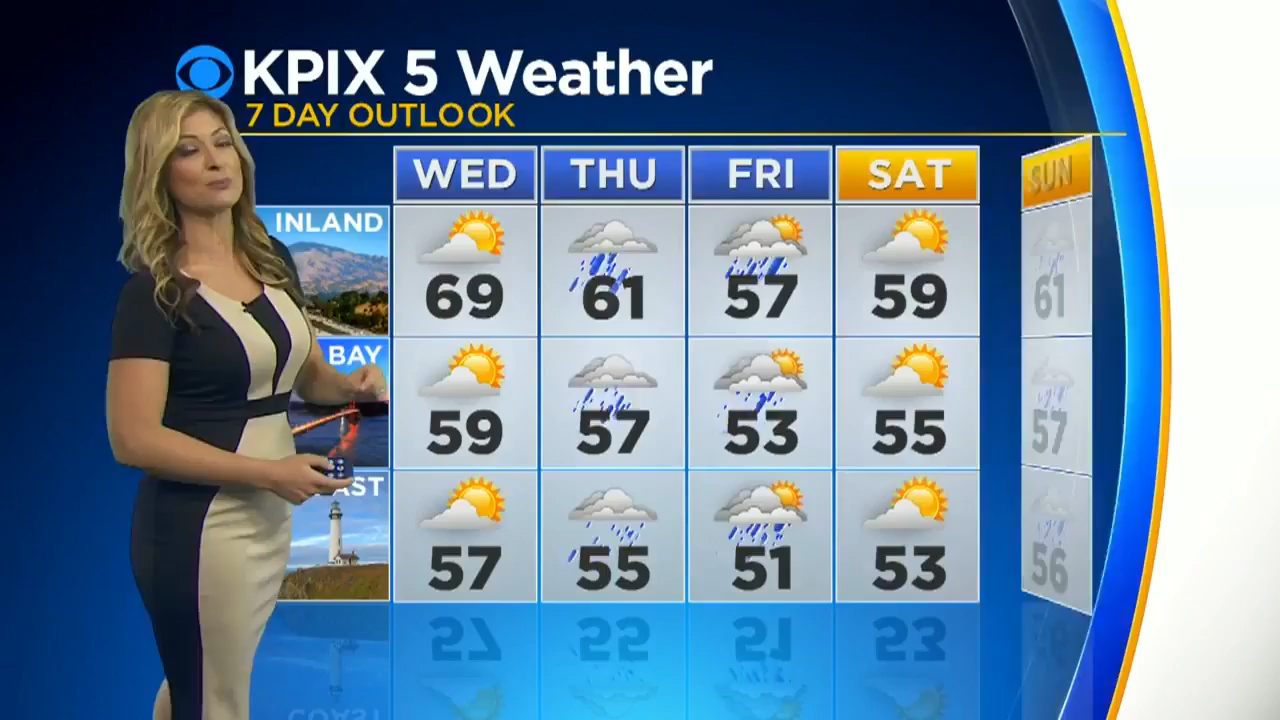 KPIX 5 Weather
7 DAY OUTLOOK
WED THU FRI SAT SUN
INLAND
69 61 57 59 61
BAY
59 57 53 55 57
AST
57 55 51 53 56